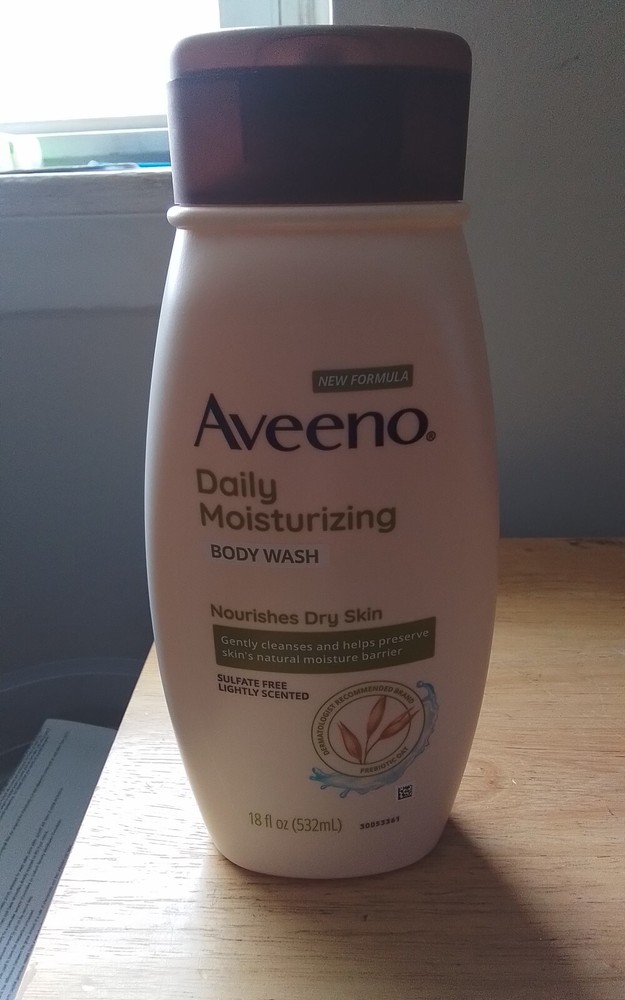 NEW FORMULA
Aveeno®
Daily
Moisturizing
BODY WASH
Nourishes Dry Skin
Gently cleanses and helps preserve
skin's natural moisture barrier
SULFATE FREE
LIGHTLY SCENTED
DERMATOLOGIST RECOMMENDED BRAND
PREBIOTIC OAT
18 fl oz (532mL)